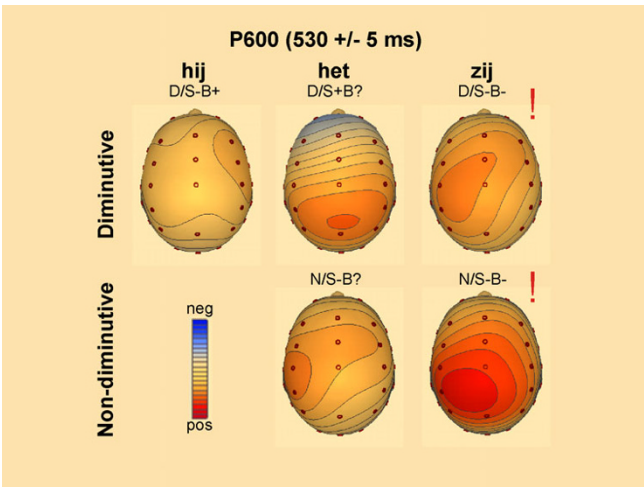 P600 (530 +/- 5 ms)
hij het zij
D/S-B+ D/S+B? D/S-B- !
Diminutive
N/S-B? N/S-B- !
Non-diminutive
neg
pos